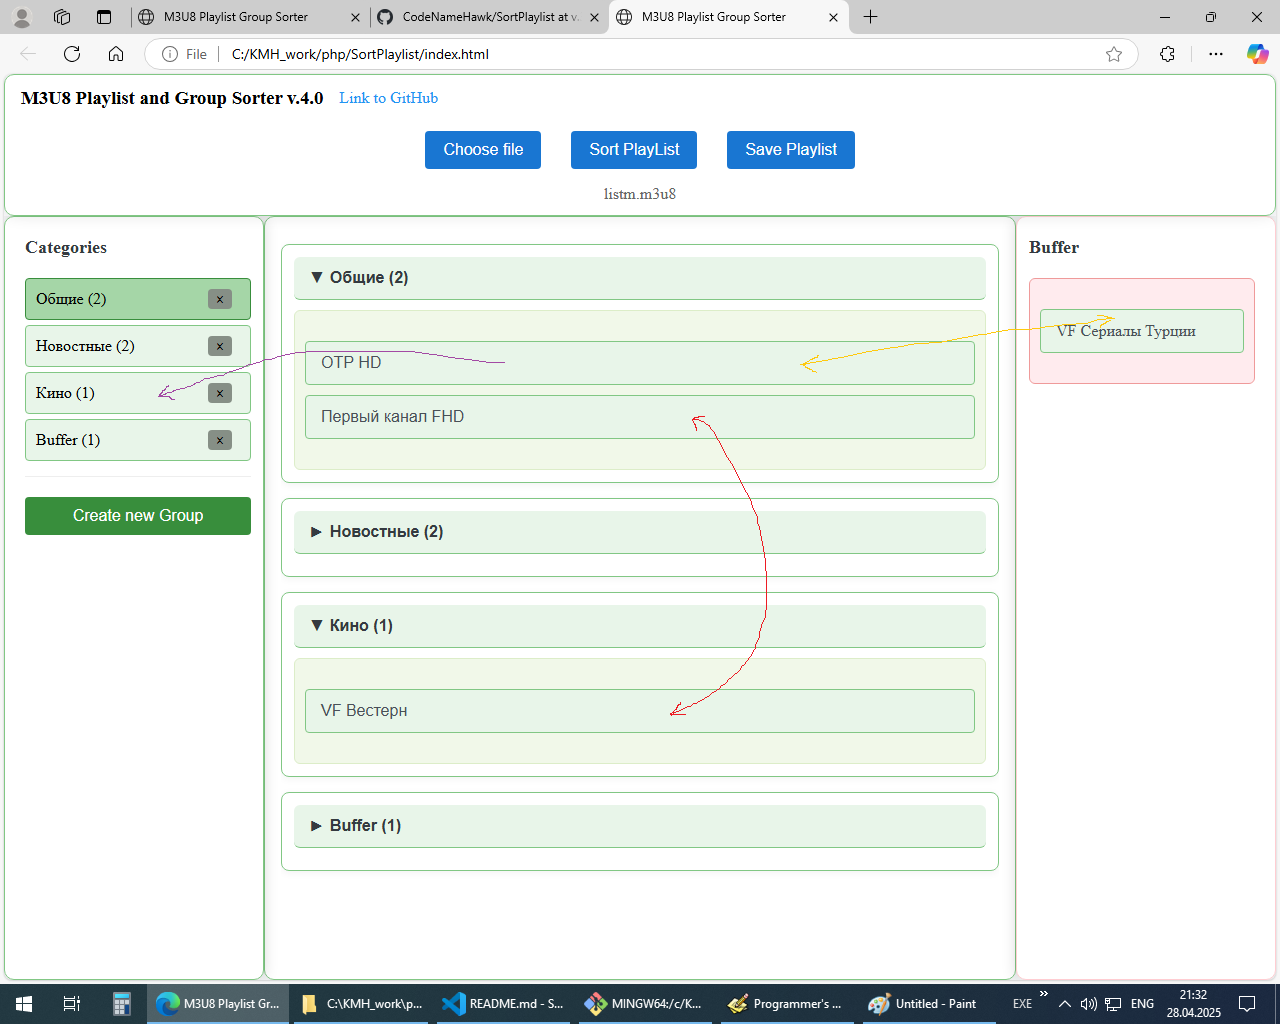 M3U8 Playlist Group Sorter
CodeNameHawk/SortPlaylist at v.
M3U8 Playlist Group Sorter
File
C:/KMH_work/php/SortPlaylist/index.html
M3U8 Playlist and Group Sorter v.4.0
Link to GitHub
Choose file
Sort PlayList
Save Playlist
listm.m3u8
Categories
Общие (2)
x
Новостные (2)
x
Кино (1)
x
Buffer (1)
x
Create new Group
▼ Общие (2)
ОТР HD
Первый канал FHD
► Новостные (2)
▼ Кино (1)
VF Вестерн
► Buffer (1)
Buffer
VF Сериалы Турции
M3U8 Playlist Gr...
C:\KMH_work\p...
README.md - S...
MINGW64:/c/K...
Programmer's ...
Untitled - Paint
EXE
ENG
21:32
28.04.2025